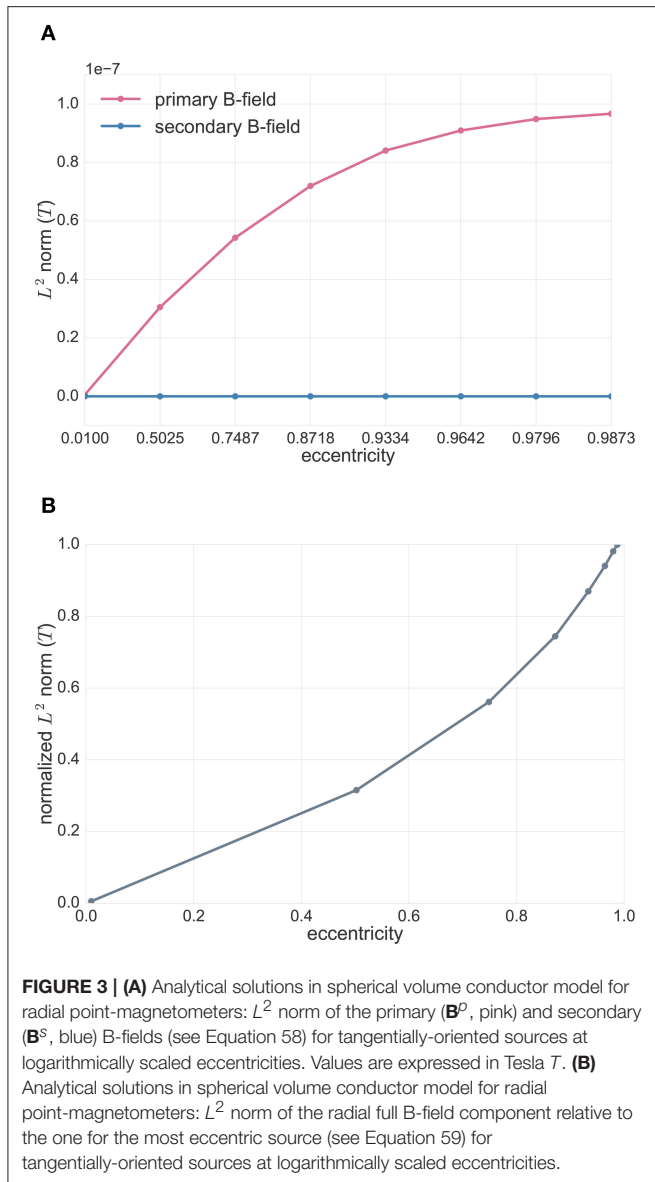 A
1e-7
primary B-field
secondary B-field
1.0
0.8
0.6
0.4
0.2
0.0
L² norm (T)
0.0100 0.5025 0.7487 0.8718 0.9334 0.9642 0.9796 0.9873
eccentricity
B
1.0
0.8
0.6
0.4
0.2
0.0
normalized L² norm (T)
0.0 0.2 0.4 0.6 0.8 1.0
eccentricity
FIGURE 3 | (A) Analytical solutions in spherical volume conductor model for
radial point-magnetometers: L² norm of the primary (Bᵖ, pink) and secondary
(Bˢ, blue) B-fields (see Equation 58) for tangentially-oriented sources at
logarithmically scaled eccentricities. Values are expressed in Tesla T. (B)
Analytical solutions in spherical volume conductor model for radial
point-magnetometers: L² norm of the radial full B-field component relative to
the one for the most eccentric source (see Equation 59) for
tangentially-oriented sources at logarithmically scaled eccentricities.